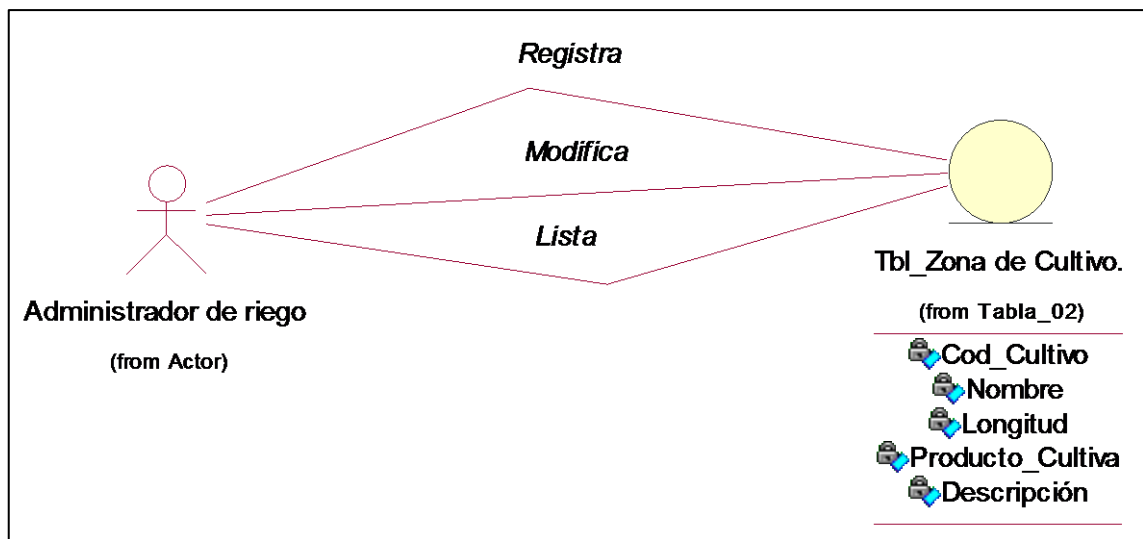 Registra
Modifica
Lista
Administrador de riego
(from Actor)
Tbl_Zona de Cultivo.
(from Tabla_02)
Cod_Cultivo
Nombre
Longitud
Producto_Cultiva
Descripción